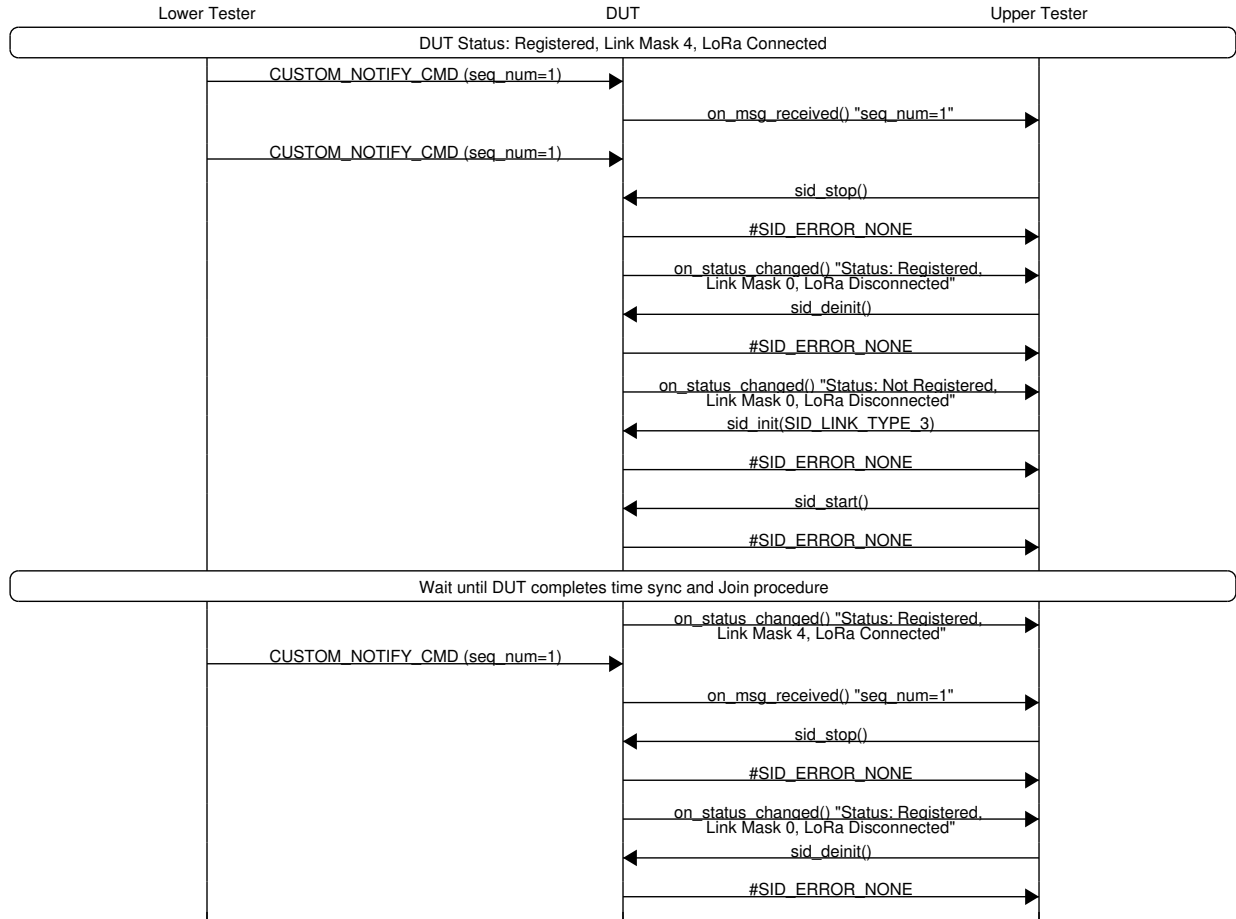 Lower Tester
DUT
Upper Tester
DUT Status: Registered, Link Mask 4, LoRa Connected
CUSTOM_NOTIFY_CMD (seq_num=1)
on_msg_received() "seq_num=1"
CUSTOM_NOTIFY_CMD (seq_num=1)
sid_stop()
#SID_ERROR_NONE
on_status_changed() "Status: Registered,
Link Mask 0, LoRa Disconnected"
sid_deinit()
#SID_ERROR_NONE
on_status_changed() "Status: Not Registered,
Link Mask 0, LoRa Disconnected"
sid_init(SID_LINK_TYPE_3)
#SID_ERROR_NONE
sid_start()
#SID_ERROR_NONE
Wait until DUT completes time sync and Join procedure
on_status_changed() "Status: Registered,
Link Mask 4, LoRa Connected"
CUSTOM_NOTIFY_CMD (seq_num=1)
on_msg_received() "seq_num=1"
sid_stop()
#SID_ERROR_NONE
on_status_changed() "Status: Registered,
Link Mask 0, LoRa Disconnected"
sid_deinit()
#SID_ERROR_NONE